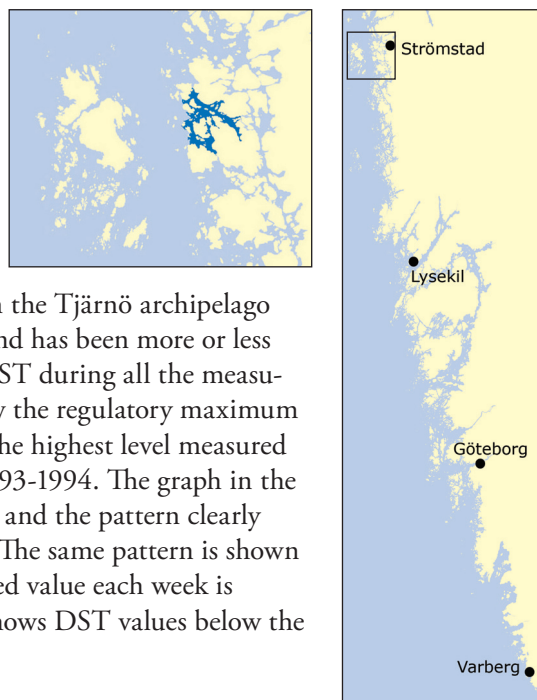 Strömstad
Lysekil
Göteborg
Varberg
n the Tjärnö archipelago
nd has been more or less
ST during all the measu-
the regulatory maximum
he highest level measured
93-1994. The graph in the
and the pattern clearly
The same pattern is shown
ed value each week is
hows DST values below the